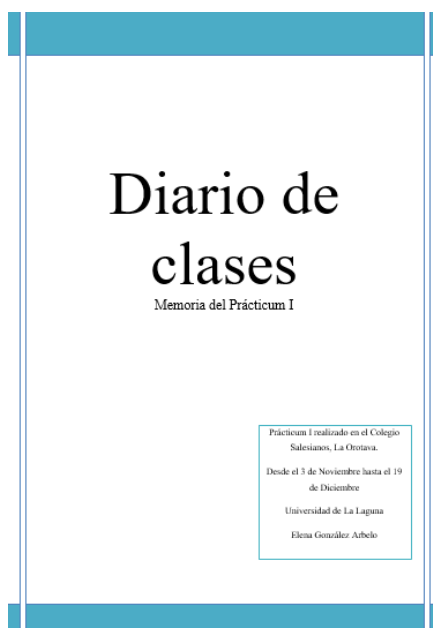 Diario de
clases
Memoria del Prácticum I
Prácticum I realizado en el Colegio
Salesianos, La Orotava.
Desde el 3 de Noviembre hasta el 19
de Diciembre
Universidad de La Laguna
Elena González Arbelo